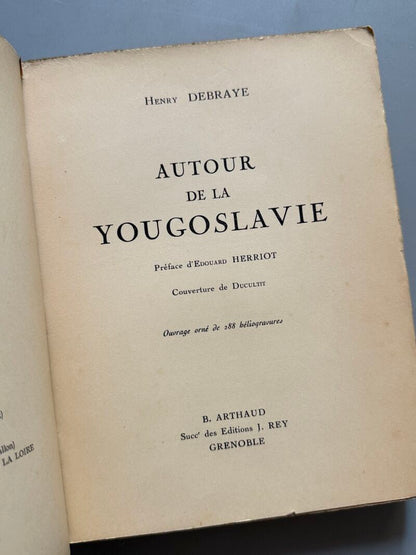 Henry DEBRAYE
AUTOUR
DE LA
YOUGOSLAVIE
Préface d'Edouard HERRIOT
Couverture de Ducultit
Ouvrage orné de 288 héliogravures
B. ARTHAUD
Succʳ des Editions J. REY
GRENOBLE
LA LOIRE